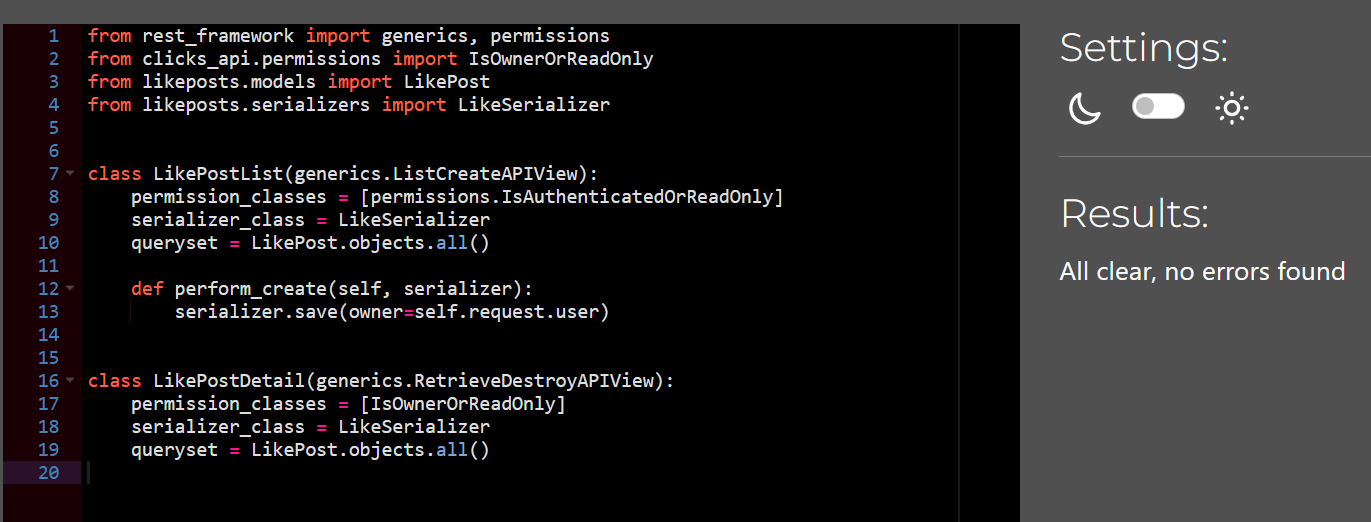 1 from rest_framework import generics, permissions
2 from clicks_api.permissions import IsOwnerOrReadOnly
3 from likeposts.models import LikePost
4 from likeposts.serializers import LikeSerializer
5
6
7 class LikePostList(generics.ListCreateAPIView):
8     permission_classes = [permissions.IsAuthenticatedOrReadOnly]
9     serializer_class = LikeSerializer
10     queryset = LikePost.objects.all()
11
12     def perform_create(self, serializer):
13         serializer.save(owner=self.request.user)
14
15
16 class LikePostDetail(generics.RetrieveDestroyAPIView):
17     permission_classes = [IsOwnerOrReadOnly]
18     serializer_class = LikeSerializer
19     queryset = LikePost.objects.all()
20
Settings:
Results:
All clear, no errors found